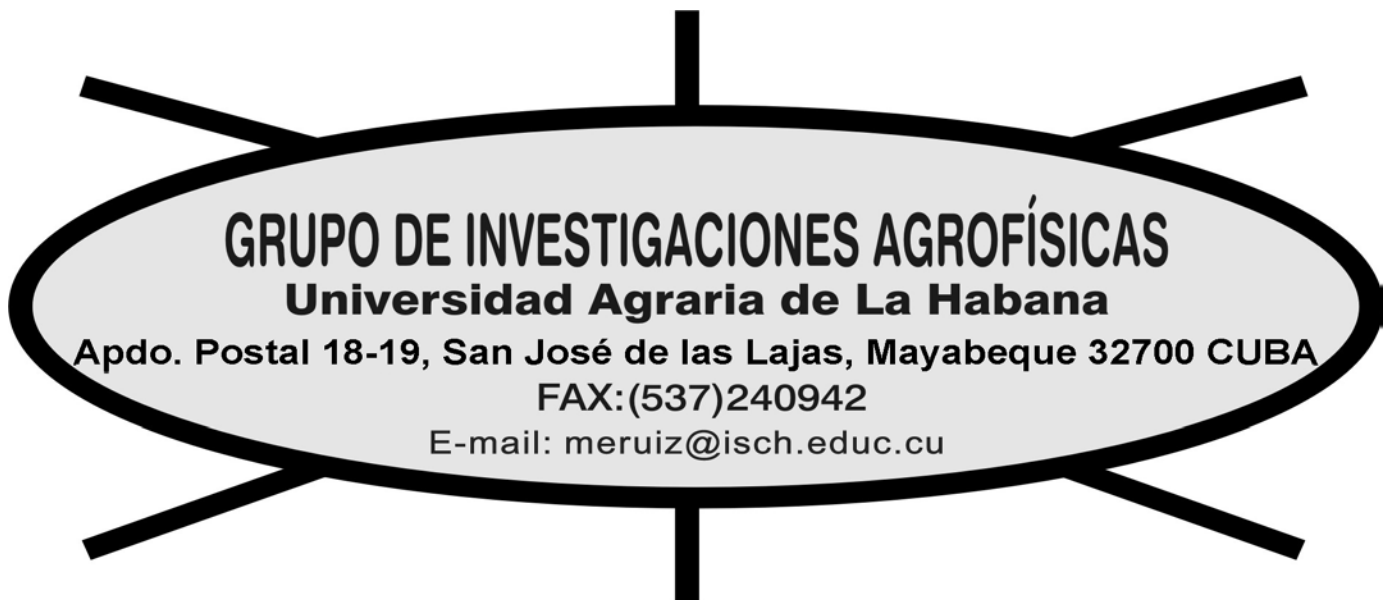 GRUPO DE INVESTIGACIONES AGROFÍSICAS
Universidad Agraria de La Habana
Apdo. Postal 18-19, San José de las Lajas, Mayabeque 32700 CUBA
FAX:(537)240942
E-mail: meruiz@isch.educ.cu